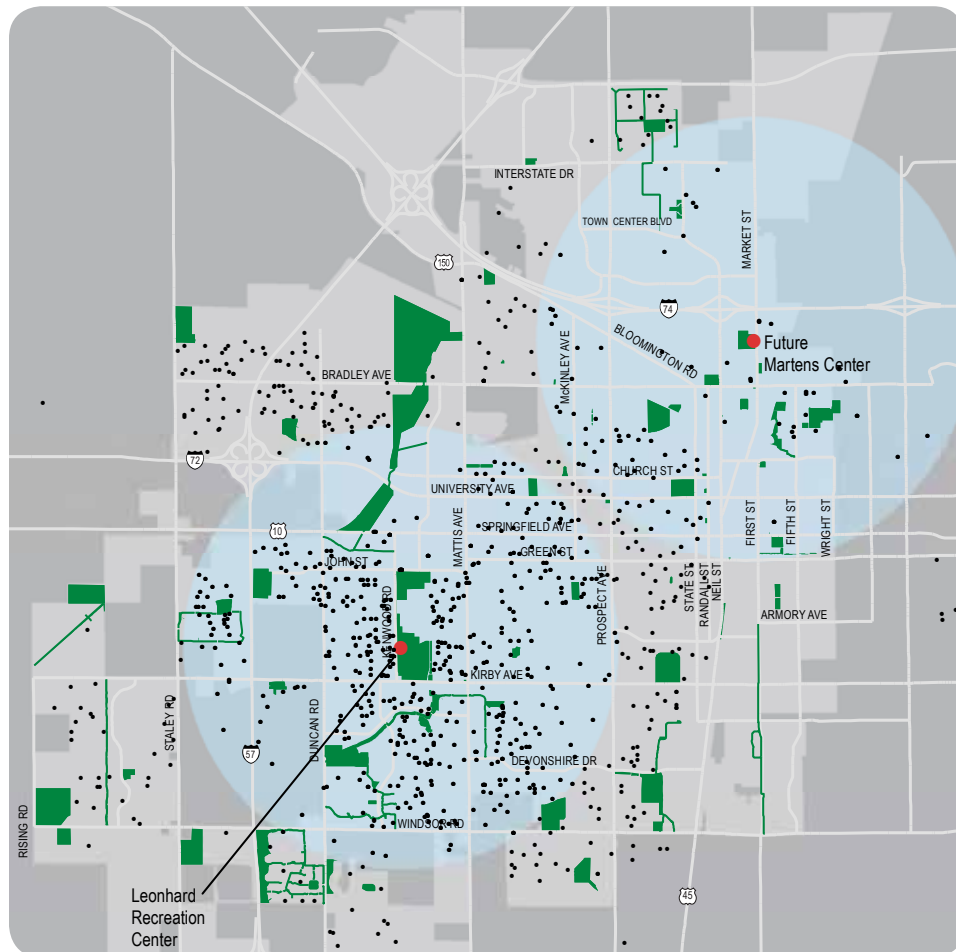 INTERSTATE DR
TOWN CENTER BLVD
MARKET ST
150
74
BLOOMINGTON RD
McKINLEY AVE
Future
Martens Center
BRADLEY AVE
72
CHURCH ST
UNIVERSITY AVE
MATTIS AVE
SPRINGFIELD AVE
10
GREEN ST
JOHN ST
FIRST ST
FIFTH ST
WRIGHT ST
KENWOOD RD
PROSPECT AVE
STATE ST
RANDALL ST
NEIL ST
ARMORY AVE
KIRBY AVE
STALEY RD
DUNCAN RD
57
DEVONSHIRE DR
RISING RD
WINDSOR RD
45
Leonhard
Recreation
Center